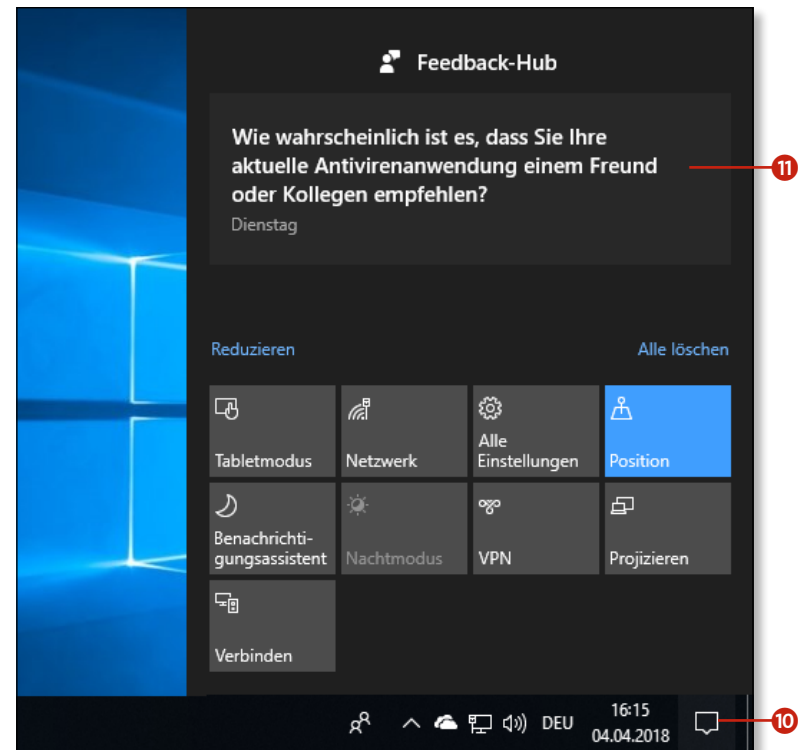 Feedback-Hub
Wie wahrscheinlich ist es, dass Sie Ihre
aktuelle Antivirenanwendung einem Freund
oder Kollegen empfehlen?
11
Dienstag
Reduzieren
Alle löschen
Tabletmodus
Netzwerk
Alle
Einstellungen
Position
Benachrichti-
gungsassistent
Nachtmodus
VPN
Projizieren
Verbinden
DEU
16:15
04.04.2018
10